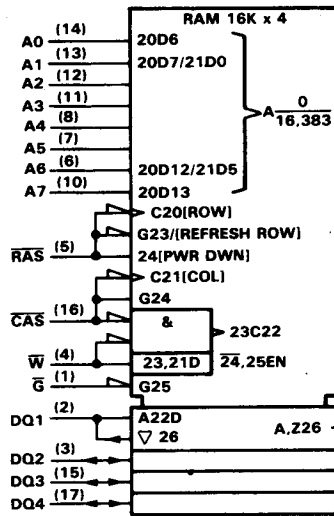 RAM 16K x 4
A0 (14) 20D6
A1 (13) 20D7/21D0
A2 (12)
A3 (11)
A 0
16,383
A4 (8)
A5 (7)
A6 (6) 20D12/21D5
A7 (10) 20D13
C20[ROW]
G23/[REFRESH ROW]
RAS (5) 24[PWR DWN]
C21[COL]
G24
CAS (16) & 23C22
W (4) 23,21D 24,25EN
G (1) G25
DQ1 (2) A22D
▽ 26 A,Z26
DQ2 (3)
DQ3 (15)
DQ4 (17)